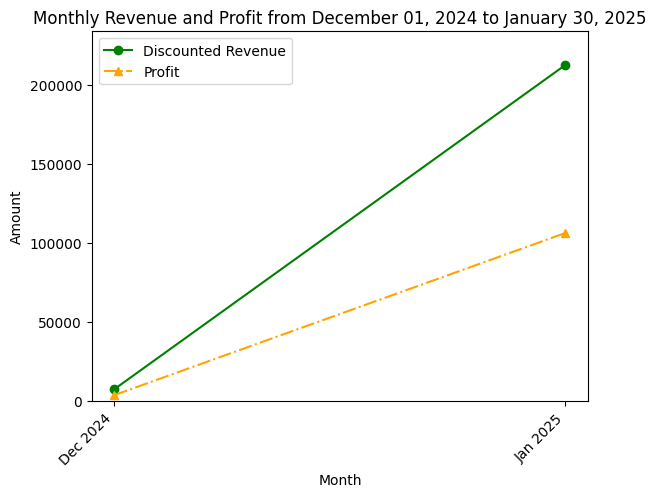 Monthly Revenue and Profit from December 01, 2024 to January 30, 2025
Discounted Revenue
Profit
200000
150000
100000
50000
0
Amount
Dec 2024
Jan 2025
Month